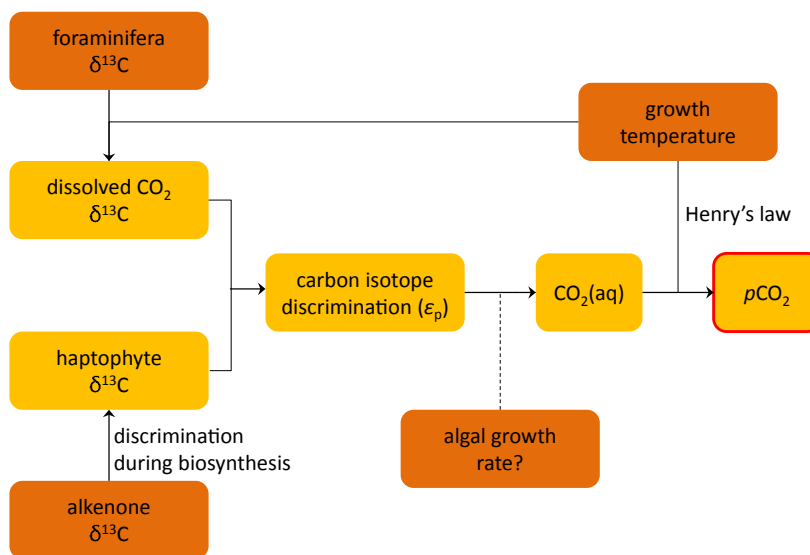 foraminifera
δ¹³C
growth
temperature
dissolved CO₂
δ¹³C
Henry's law
carbon isotope
discrimination (εₚ)
CO₂(aq)
pCO₂
haptophyte
δ¹³C
discrimination
during biosynthesis
algal growth
rate?
alkenone
δ¹³C